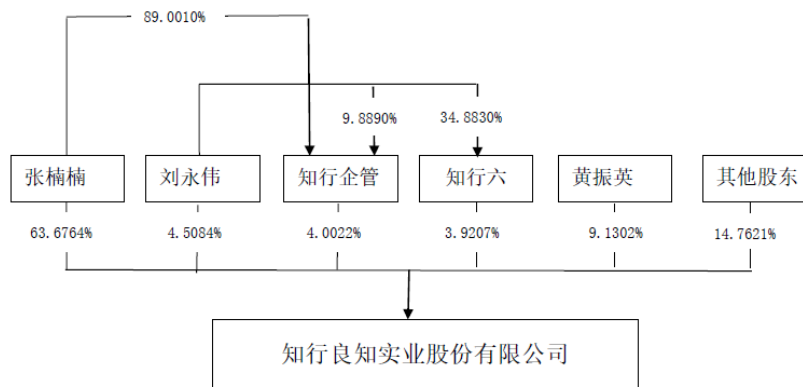 89.0010%
9.8890% 34.8830%
张楠楠 刘永伟 知行企管 知行六 黄振英 其他股东
63.6764% 4.5084% 4.0022% 3.9207% 9.1302% 14.7621%
知行良知实业股份有限公司